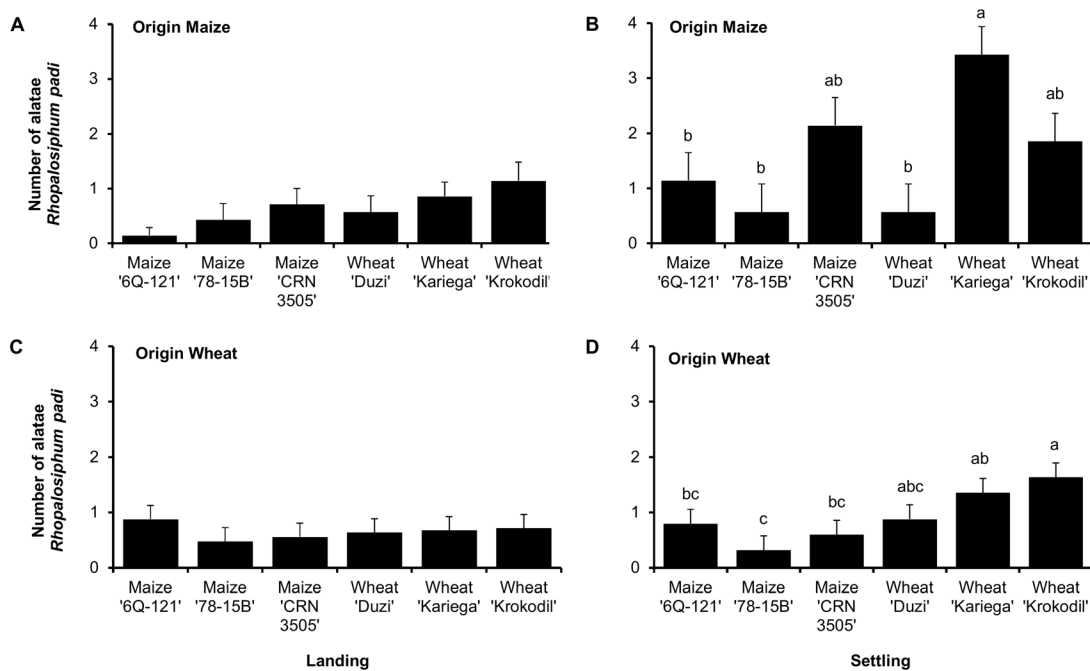 A
Origin Maize
Number of alatae
Rhopalosiphum padi
4
3
2
1
0
Maize Maize Maize Wheat Wheat Wheat
'6Q-121' '78-15B' 'CRN 'Duzi' 'Kariega' 'Krokodil'
3505'
B
Origin Maize
4
3
2
1
0
b b ab b a ab
Maize Maize Maize Wheat Wheat Wheat
'6Q-121' '78-15B' 'CRN 'Duzi' 'Kariega' 'Krokodil'
3505'
C
Origin Wheat
Number of alatae
Rhopalosiphum padi
4
3
2
1
0
Maize Maize Maize Wheat Wheat Wheat
'6Q-121' '78-15B' 'CRN 'Duzi' 'Kariega' 'Krokodil'
3505'
Landing
D
Origin Wheat
4
3
2
1
0
bc c bc abc ab a
Maize Maize Maize Wheat Wheat Wheat
'6Q-121' '78-15B' 'CRN 'Duzi' 'Kariega' 'Krokodil'
3505'
Settling